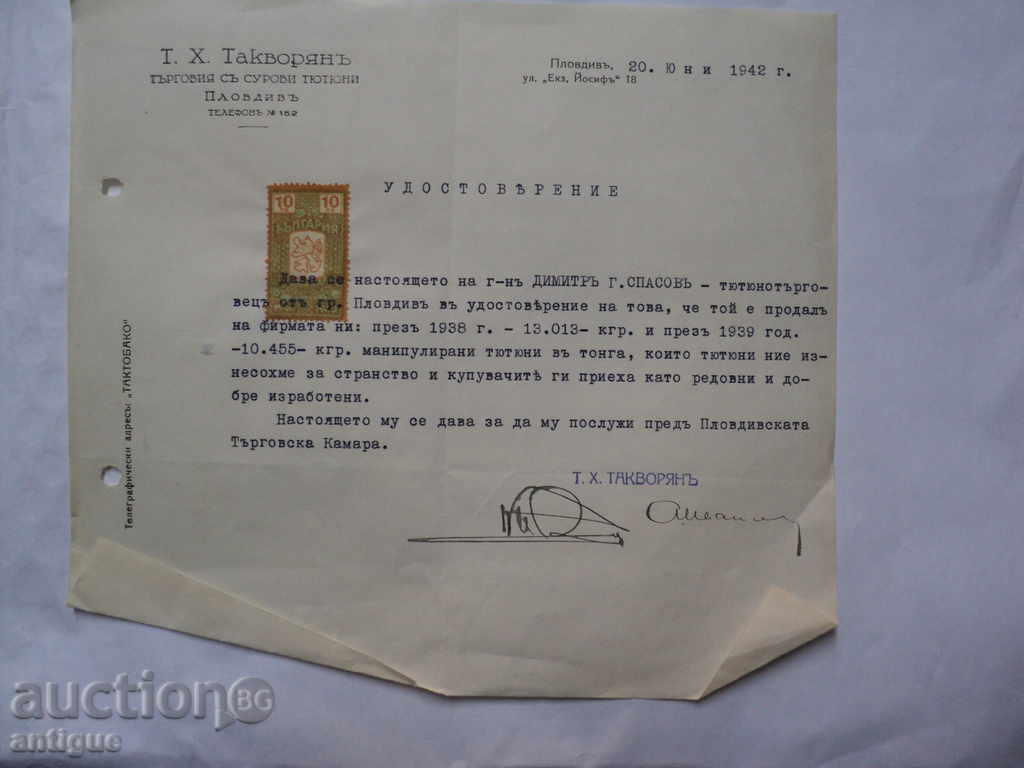 Т. Х. Такворянъ
ТЪРГОВИЯ СЪ СУРОВИ ТЮТЮНИ
ПЛОВДИВЪ
ТЕЛЕФОНЪ № 162
Пловдивъ, 20. Юни 1942 г.
ул. „Екз. Йосифъ“ 18
УДОСТОВѢРЕНИЕ
10 10
БЪЛГАРИЯ
Дава се настоящето на г-нъ ДИМИТРЪ Г.СПАСОВЪ – тютюнотърго-
вецъ отъ гр. Пловдивъ въ удостовѣрение на това, че той е продалъ
на фирмата ни: презъ 1938 г. – 13.013– кгр. и презъ 1939 год.
–10.455– кгр. манипулирани тютюни въ тонга, които тютюни ние из-
несохме за странство и купувачитѣ ги приеха като редовни и до-
бре изработени.
Настоящето му се дава за да му послужи предъ Пловдивската
Търговска Камара.
Т. Х. ТАКВОРЯНЪ
Телеграфически адресъ: „ТАКТОБАКО“
auctionBG
antique